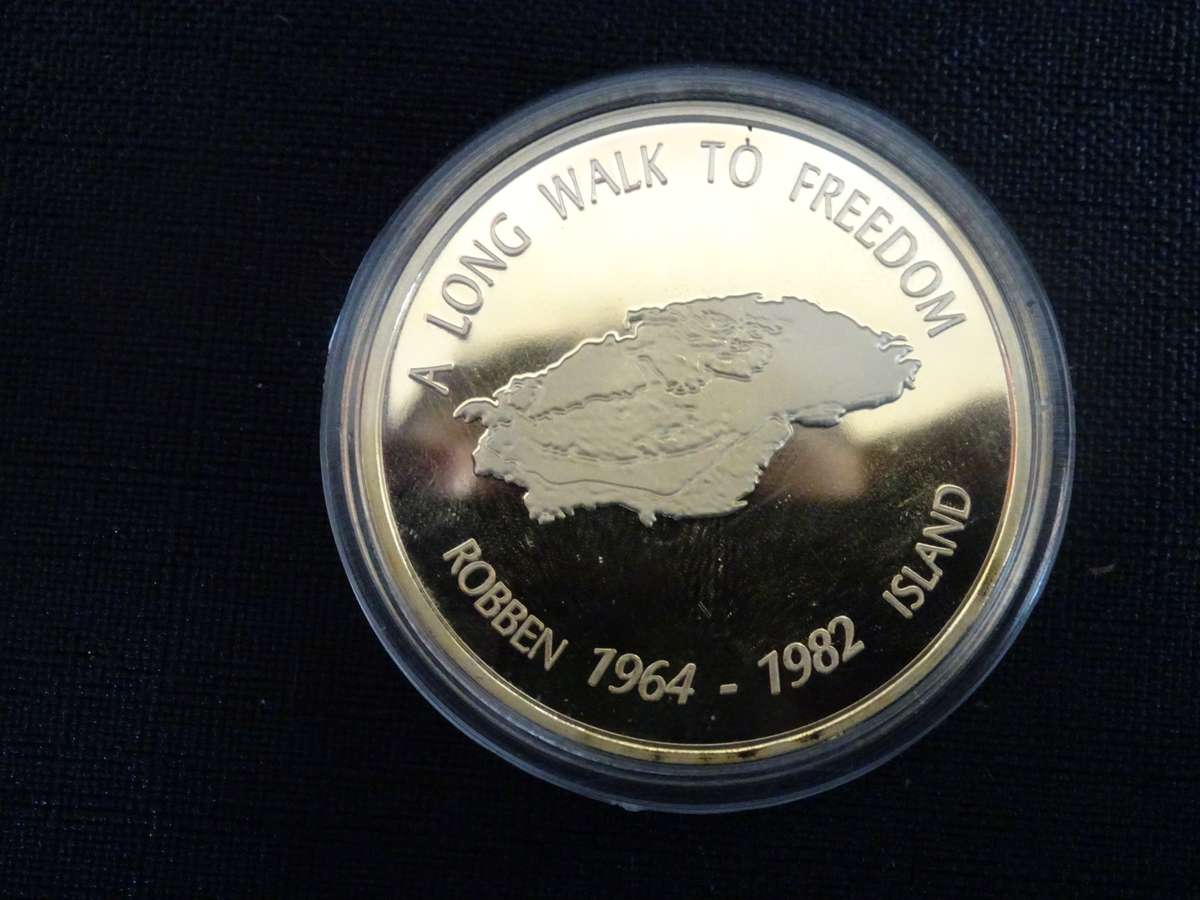 A LONG WALK TO FREEDOM
ROBBEN 1964 - 1982 ISLAND